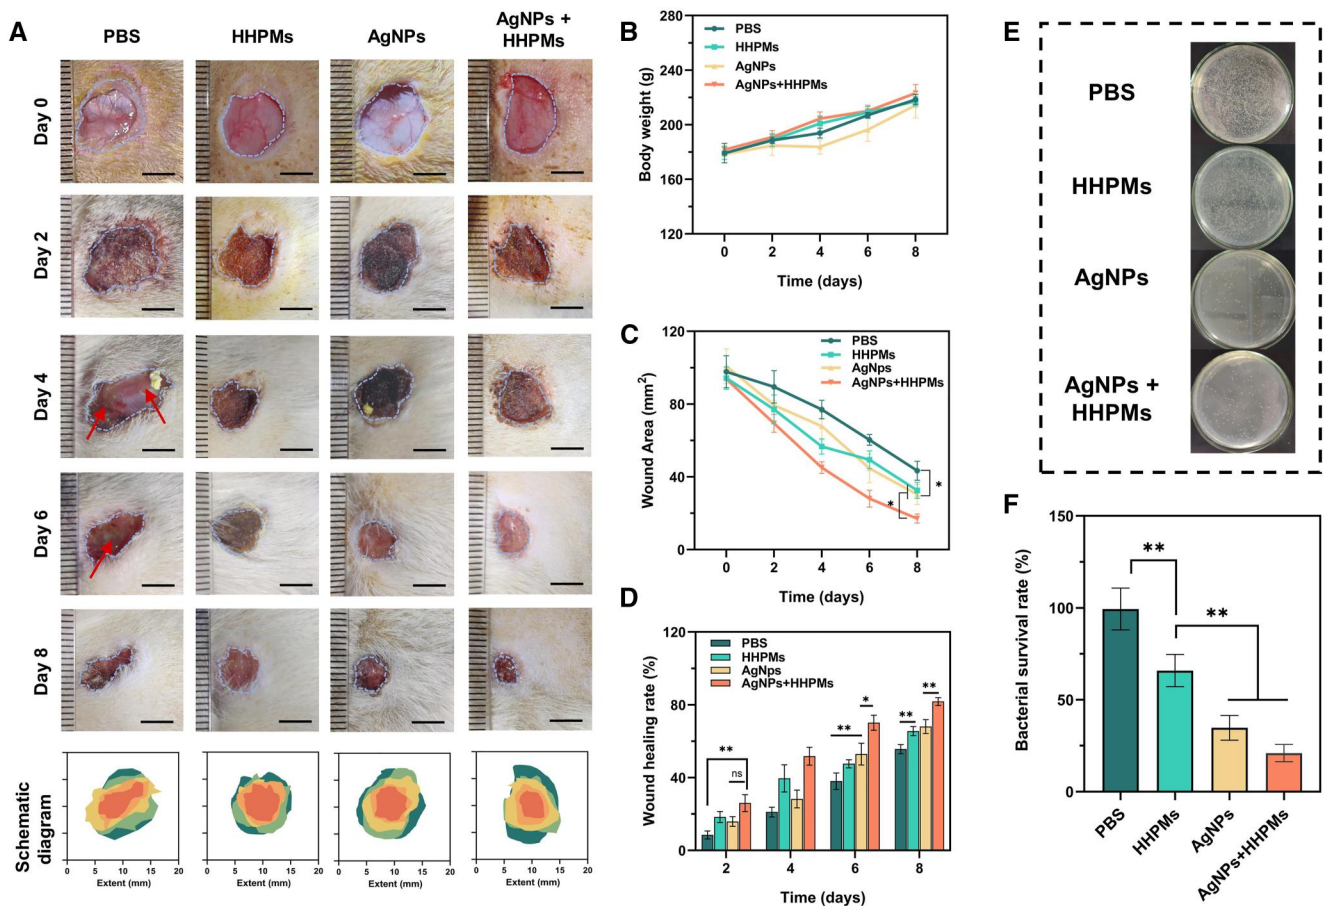 A
PBS
HHPMs
AgNPs
AgNPs +
HHPMs
Day 0
Day 2
Day 4
Day 6
Day 8
Schematic
diagram
0 5 10 15 20
Extent (mm)
0 5 10 15 20
Extent (mm)
0 5 10 15 20
Extent (mm)
0 5 10 15 20
Extent (mm)
B
Body weight (g)
280
240
200
160
120
PBS
HHPMs
AgNPs
AgNPs+HHPMs
0 2 4 6 8
Time (days)
C
Wound Area (mm2)
120
80
40
0
PBS
HHPMs
AgNps
AgNPs+HHPMs
*
*
0 2 4 6 8
Time (days)
D
Wound healing rate (%)
120
80
40
0
PBS
HHPMs
AgNps
AgNPs+HHPMs
**
ns
**
*
**
**
2 4 6 8
Time (days)
E
PBS
HHPMs
AgNPs
AgNPs +
HHPMs
F
Bacterial survival rate (%)
150
100
50
0
**
**
PBS
HHPMs
AgNPs
AgNPs+HHPMs